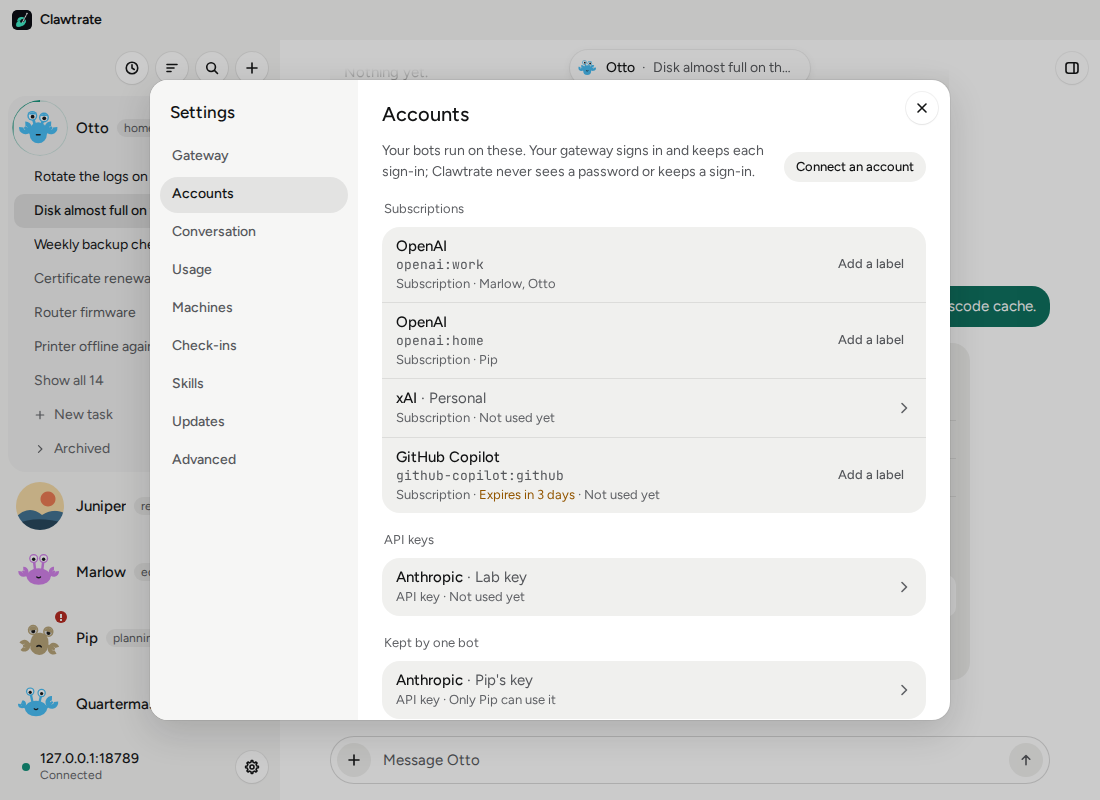 Clawtrate
Nothing yet.
Otto · Disk almost full on th...
Otto
Rotate the logs on
Disk almost full on
Weekly backup
Certificate
Router firmware
Printer offline
Show all 14
New task
Archived
Juniper
Marlow
Pip
!
127.0.0.1:18789
Connected
Settings
Gateway
Accounts
Conversation
Usage
Machines
Check-ins
Skills
Updates
Advanced
Accounts
Your bots run on these. Your gateway signs in and keeps each
sign-in; Clawtrate never sees a password or keeps a sign-in.
Connect an account
Subscriptions
OpenAI
openai:work
Subscription · Marlow, Otto
Add a label
OpenAI
openai:home
Subscription · Pip
Add a label
xAI · Personal
Subscription · Not used yet
GitHub Copilot
github-copilot:github
Subscription · Expires in 3 days · Not used yet
Add a label
API keys
Anthropic · Lab key
API key · Not used yet
Kept by one bot
Anthropic · Pip's key
API key · Only Pip can use it
scode cache.
Message Otto